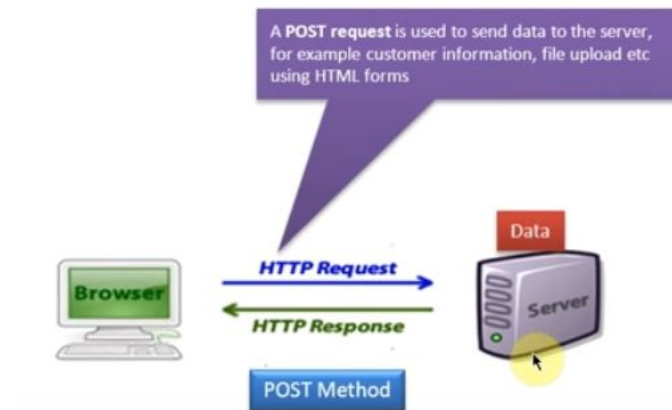 A POST request is used to send data to the server,
for example customer information, file upload etc
using HTML forms
Data
HTTP Request
Browser
Server
HTTP Response
POST Method